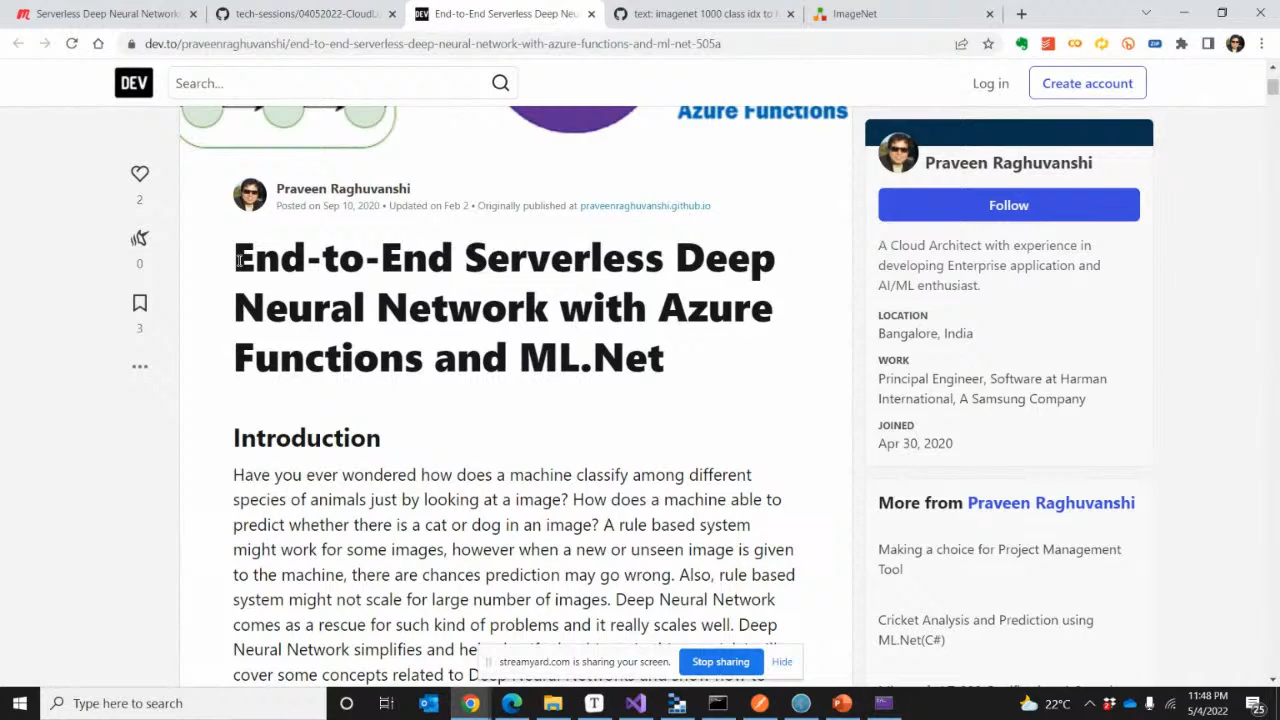 Serverless Deep Neural Network
tech-sessions/04052022-CloudL
End-to-End Serverless Deep Neu
text: imagenet 1000 class idx to
ImageNet
dev.to/praveenraghuvanshi/end-to-end-serverless-deep-neural-network-with-azure-functions-and-ml-net-505a
DEV
Search...
Log in
Create account
Azure Functions
Praveen Raghuvanshi
Posted on Sep 10, 2020 • Updated on Feb 2 • Originally published at praveenraghuvanshi.github.io
2
0
3
End-to-End Serverless Deep
Neural Network with Azure
Functions and ML.Net
Introduction
Have you ever wondered how does a machine classify among different
species of animals just by looking at a image? How does a machine able to
predict whether there is a cat or dog in an image? A rule based system
might work for some images, however when a new or unseen image is given
to the machine, there are chances prediction may go wrong. Also, rule based
system might not scale for large number of images. Deep Neural Network
comes as a rescue for such kind of problems and it really scales well. Deep
Neural Network simplifies and
cover some concepts related to
Praveen Raghuvanshi
Follow
A Cloud Architect with experience in
developing Enterprise application and
AI/ML enthusiast.
LOCATION
Bangalore, India
WORK
Principal Engineer, Software at Harman
International, A Samsung Company
JOINED
Apr 30, 2020
More from Praveen Raghuvanshi
Making a choice for Project Management
Tool
Cricket Analysis and Prediction using
ML.Net(C#)
streamyard.com is sharing your screen.
Stop sharing
Hide
Type here to search
22°C
11:48 PM
5/4/2022
25